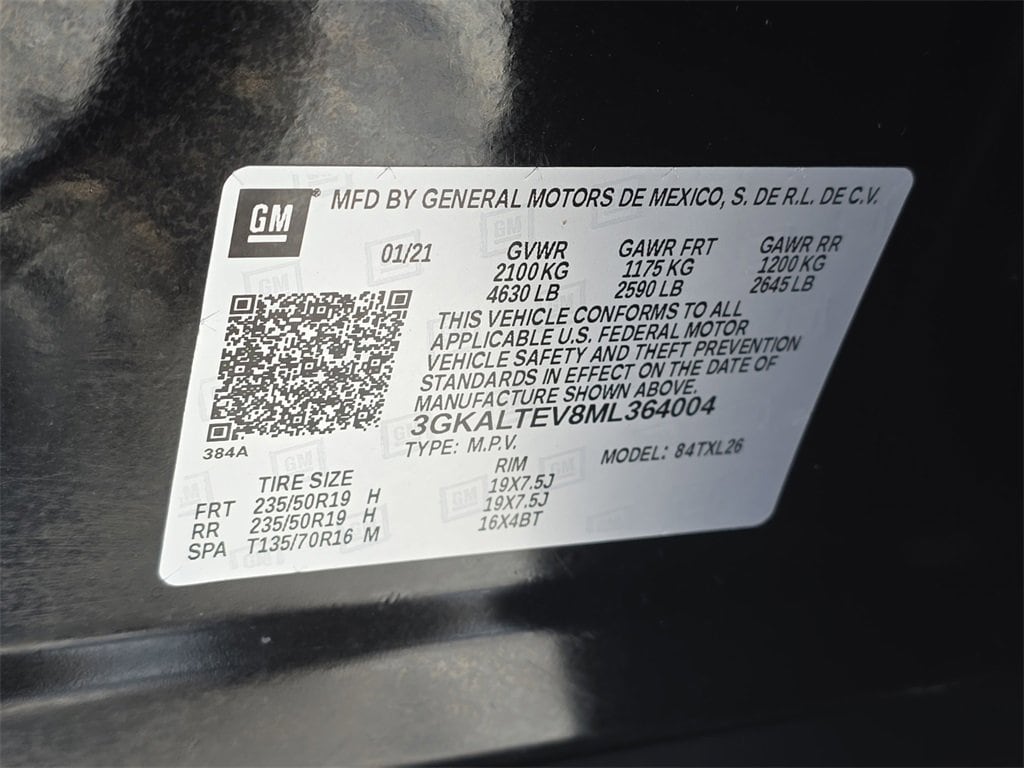 GM® MFD BY GENERAL MOTORS DE MEXICO, S. DE R.L. DE C.V.
01/21 GVWR GAWR FRT GAWR RR
2100 KG 1175 KG 1200 KG
4630 LB 2590 LB 2645 LB
THIS VEHICLE CONFORMS TO ALL
APPLICABLE U.S. FEDERAL MOTOR
VEHICLE SAFETY AND THEFT PREVENTION
STANDARDS IN EFFECT ON THE DATE OF
MANUFACTURE SHOWN ABOVE.
3GKALTEV8ML364004
384A TYPE: M.P.V. MODEL: 84TXL26
TIRE SIZE RIM
FRT 235/50R19 H 19X7.5J
RR 235/50R19 H 19X7.5J
SPA T135/70R16 M 16X4BT